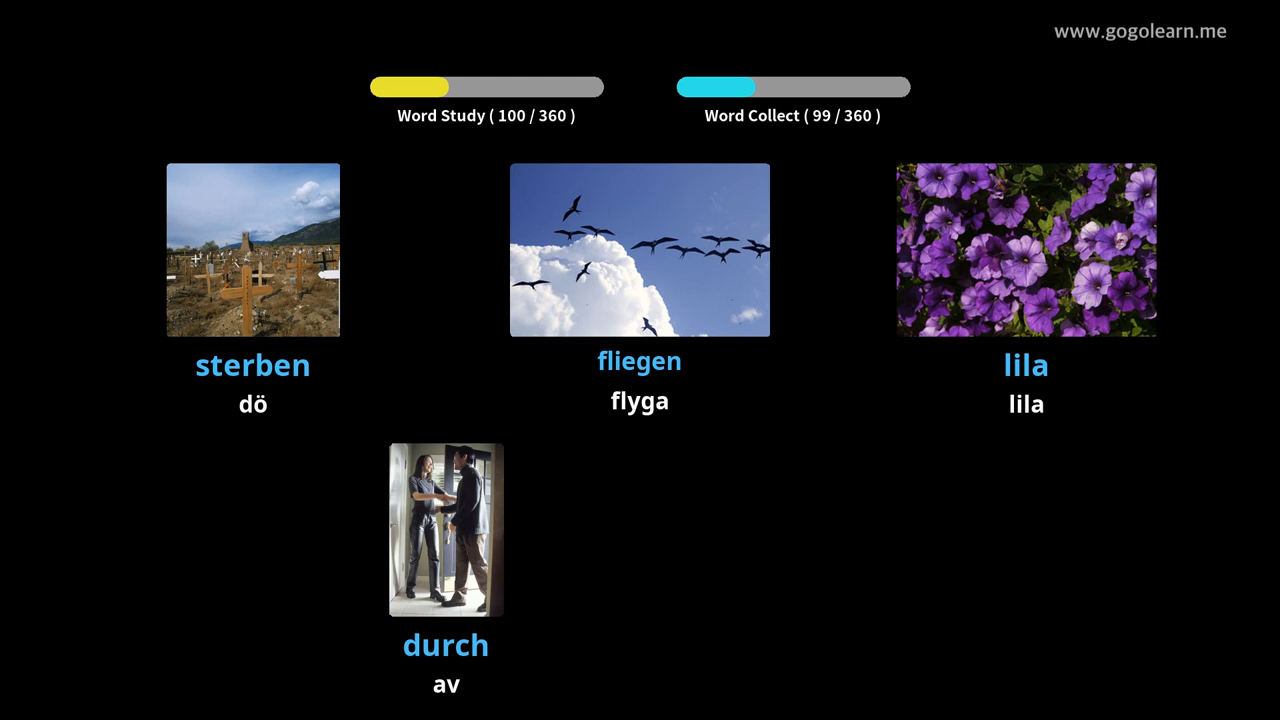 www.gogolearn.me
Word Study ( 100 / 360 )
Word Collect ( 99 / 360 )
sterben
dö
fliegen
flyga
lila
lila
durch
av